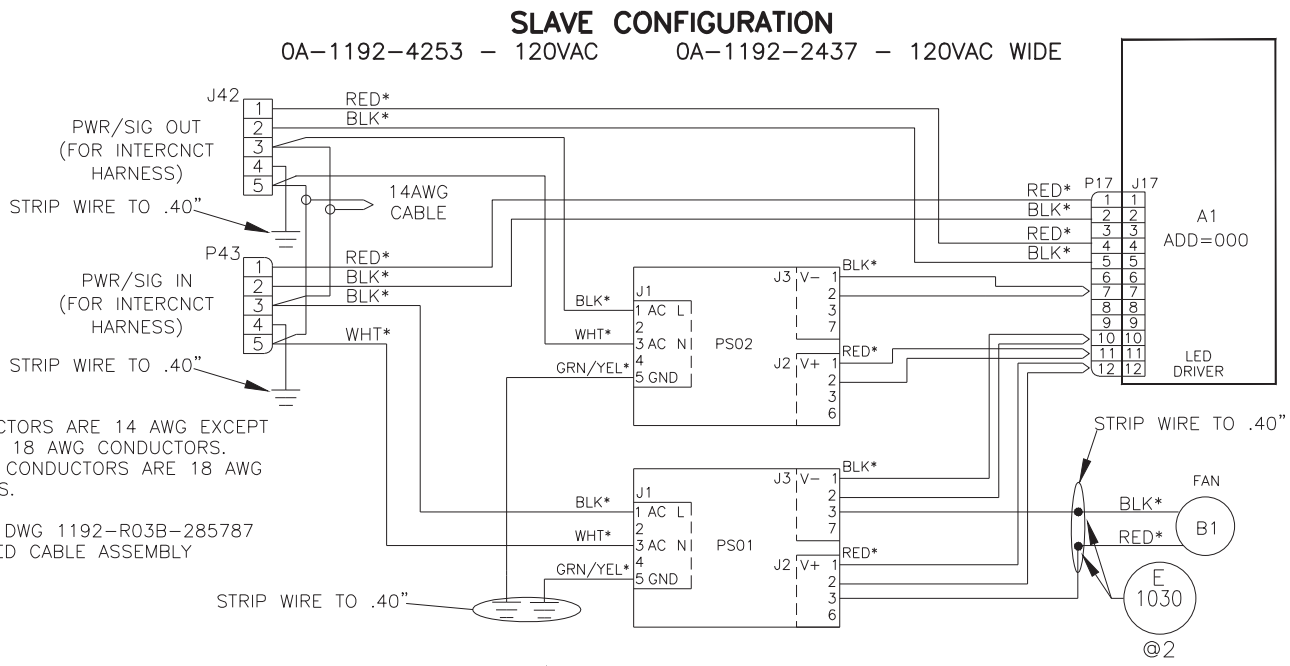 SLAVE CONFIGURATION
0A-1192-4253 - 120VAC 0A-1192-2437 - 120VAC WIDE
J42
1
2
3
4
5
PWR/SIG OUT
(FOR INTERCNCT
HARNESS)
STRIP WIRE TO .40"
RED*
BLK*
14AWG
CABLE
P43
1
2
3
4
5
PWR/SIG IN
(FOR INTERCNCT
HARNESS)
STRIP WIRE TO .40"
RED*
BLK*
BLK*
WHT*
CTORS ARE 14 AWG EXCEPT
18 AWG CONDUCTORS.
CONDUCTORS ARE 18 AWG
S.
DWG 1192-R03B-285787
ED CABLE ASSEMBLY
STRIP WIRE TO .40"
BLK*
WHT*
GRN/YEL*
J1
1 AC L
2
3 AC N
4
5 GND
PS02
J3 V- 1
2
3
7
J2 V+ 1
2
3
6
BLK*
RED*
BLK*
WHT*
GRN/YEL*
J1
1 AC L
2
3 AC N
4
5 GND
PS01
J3 V- 1
2
3
7
J2 V+ 1
2
3
6
BLK*
RED*
RED*
BLK*
RED*
BLK*
P17 J17
1 1
2 2
3 3
4 4
5 5
6 6
7 7
8 8
9 9
10 10
11 11
12 12
A1
ADD=000
LED
DRIVER
STRIP WIRE TO .40"
FAN
BLK*
RED*
B1
E
1030
@2